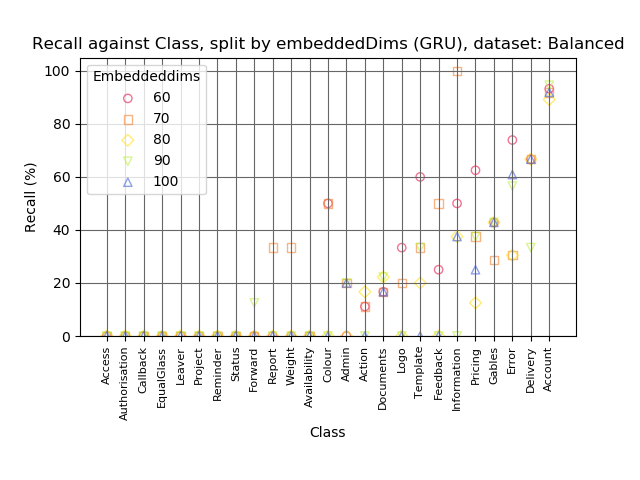 Recall against Class, split by embeddedDims (GRU), dataset: Balanced
Embeddeddims
60
70
80
90
100
Recall (%)
100
80
60
40
20
0
Access
Authorisation
Callback
EqualGlass
Leaver
Project
Reminder
Status
Forward
Report
Weight
Availability
Colour
Admin
Action
Documents
Logo
Template
Feedback
Information
Pricing
Gables
Error
Delivery
Account
Class